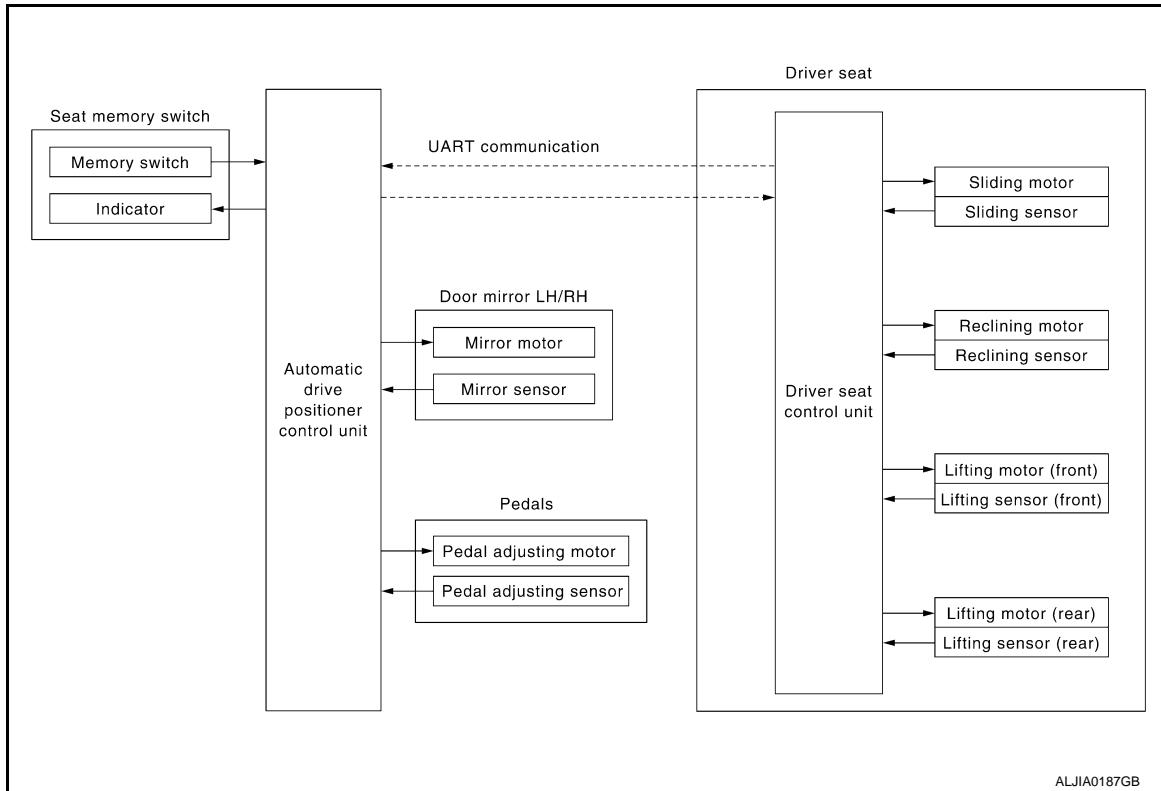 Driver seat
Seat memory switch
Memory switch
Indicator
UART communication
Sliding motor
Sliding sensor
Door mirror LH/RH
Mirror motor
Mirror sensor
Reclining motor
Reclining sensor
Automatic
drive
positioner
control unit
Driver seat
control unit
Lifting motor (front)
Lifting sensor (front)
Pedals
Pedal adjusting motor
Pedal adjusting sensor
Lifting motor (rear)
Lifting sensor (rear)
ALJIA0187GB